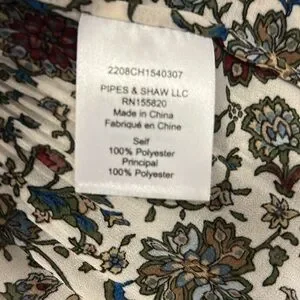 2208CH1540307
PIPES & SHAW LLC
RN155820
Made in China
Fabriqué en Chine
Self
100% Polyester
Principal
100% Polyester